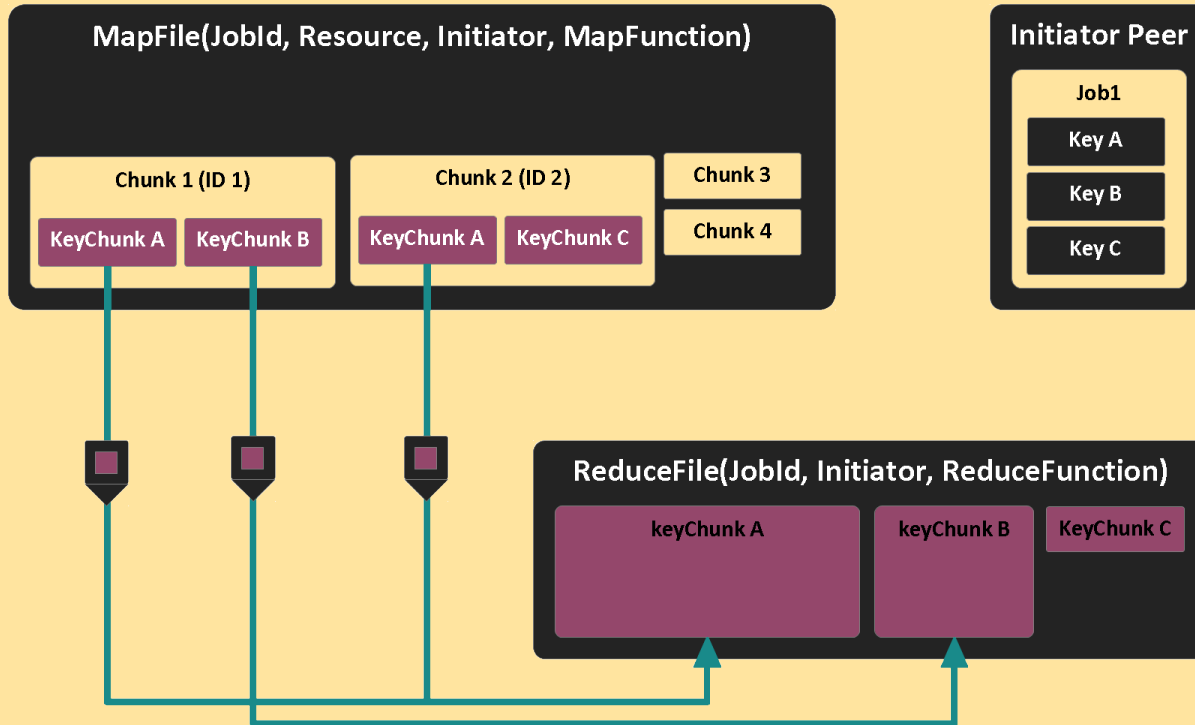 MapFile(JobId, Resource, Initiator, MapFunction)
Chunk 1 (ID 1)
KeyChunk A
KeyChunk B
Chunk 2 (ID 2)
KeyChunk A
KeyChunk C
Chunk 3
Chunk 4
Initiator Peer
Job1
Key A
Key B
Key C
ReduceFile(JobId, Initiator, ReduceFunction)
keyChunk A
keyChunk B
KeyChunk C